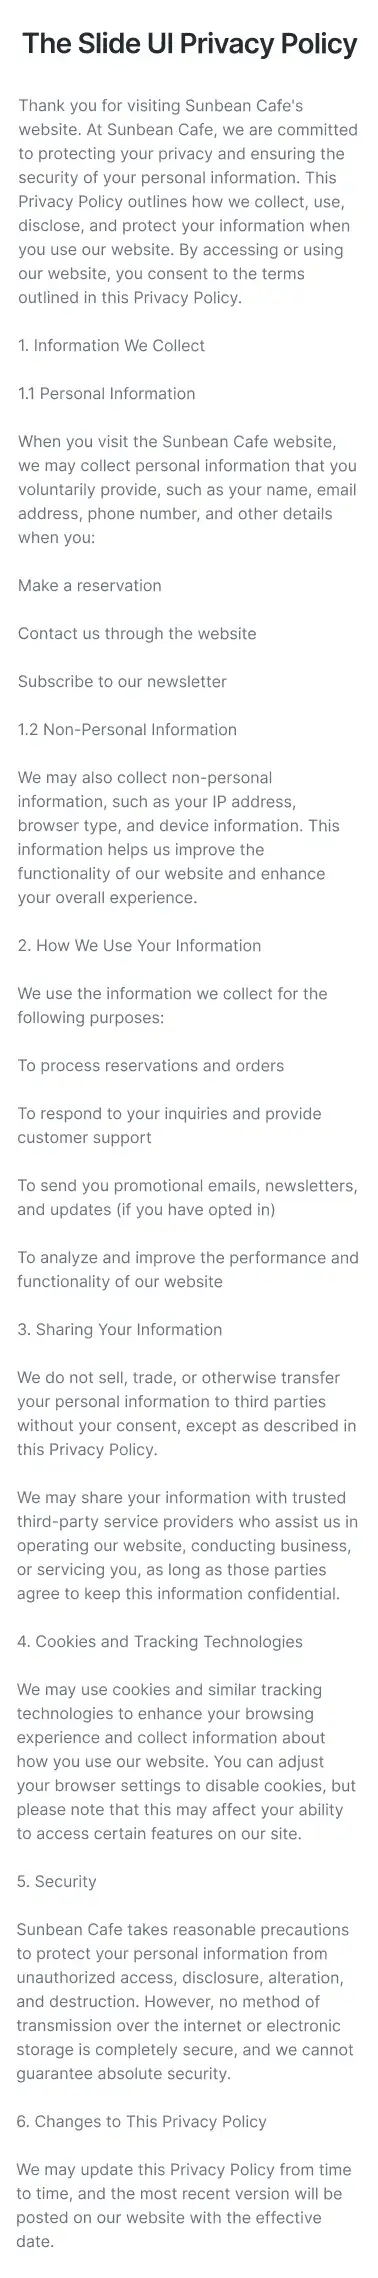 The Slide UI Privacy Policy
Thank you for visiting Sunbean Cafe's
website. At Sunbean Cafe, we are committed
to protecting your privacy and ensuring the
security of your personal information. This
Privacy Policy outlines how we collect, use,
disclose, and protect your information when
you use our website. By accessing or using
our website, you consent to the terms
outlined in this Privacy Policy.
1. Information We Collect
1.1 Personal Information
When you visit the Sunbean Cafe website,
we may collect personal information that you
voluntarily provide, such as your name, email
address, phone number, and other details
when you:
Make a reservation
Contact us through the website
Subscribe to our newsletter
1.2 Non-Personal Information
We may also collect non-personal
information, such as your IP address,
browser type, and device information. This
information helps us improve the
functionality of our website and enhance
your overall experience.
2. How We Use Your Information
We use the information we collect for the
following purposes:
To process reservations and orders
To respond to your inquiries and provide
customer support
To send you promotional emails, newsletters,
and updates (if you have opted in)
To analyze and improve the performance and
functionality of our website
3. Sharing Your Information
We do not sell, trade, or otherwise transfer
your personal information to third parties
without your consent, except as described in
this Privacy Policy.
We may share your information with trusted
third-party service providers who assist us in
operating our website, conducting business,
or servicing you, as long as those parties
agree to keep this information confidential.
4. Cookies and Tracking Technologies
We may use cookies and similar tracking
technologies to enhance your browsing
experience and collect information about
how you use our website. You can adjust
your browser settings to disable cookies, but
please note that this may affect your ability
to access certain features on our site.
5. Security
Sunbean Cafe takes reasonable precautions
to protect your personal information from
unauthorized access, disclosure, alteration,
and destruction. However, no method of
transmission over the internet or electronic
storage is completely secure, and we cannot
guarantee absolute security.
6. Changes to This Privacy Policy
We may update this Privacy Policy from time
to time, and the most recent version will be
posted on our website with the effective
date.